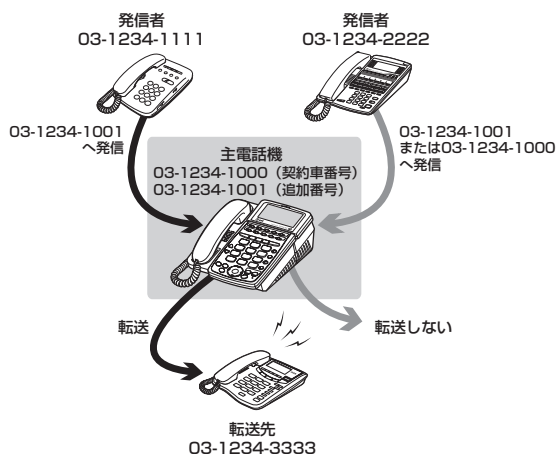 発信者
03-1234-1111
発信者
03-1234-2222
03-1234-1001
へ発信
03-1234-1001
または03-1234-1000
へ発信
主電話機
03-1234-1000（契約車番号）
03-1234-1001（追加番号）
転送
転送しない
転送先
03-1234-3333